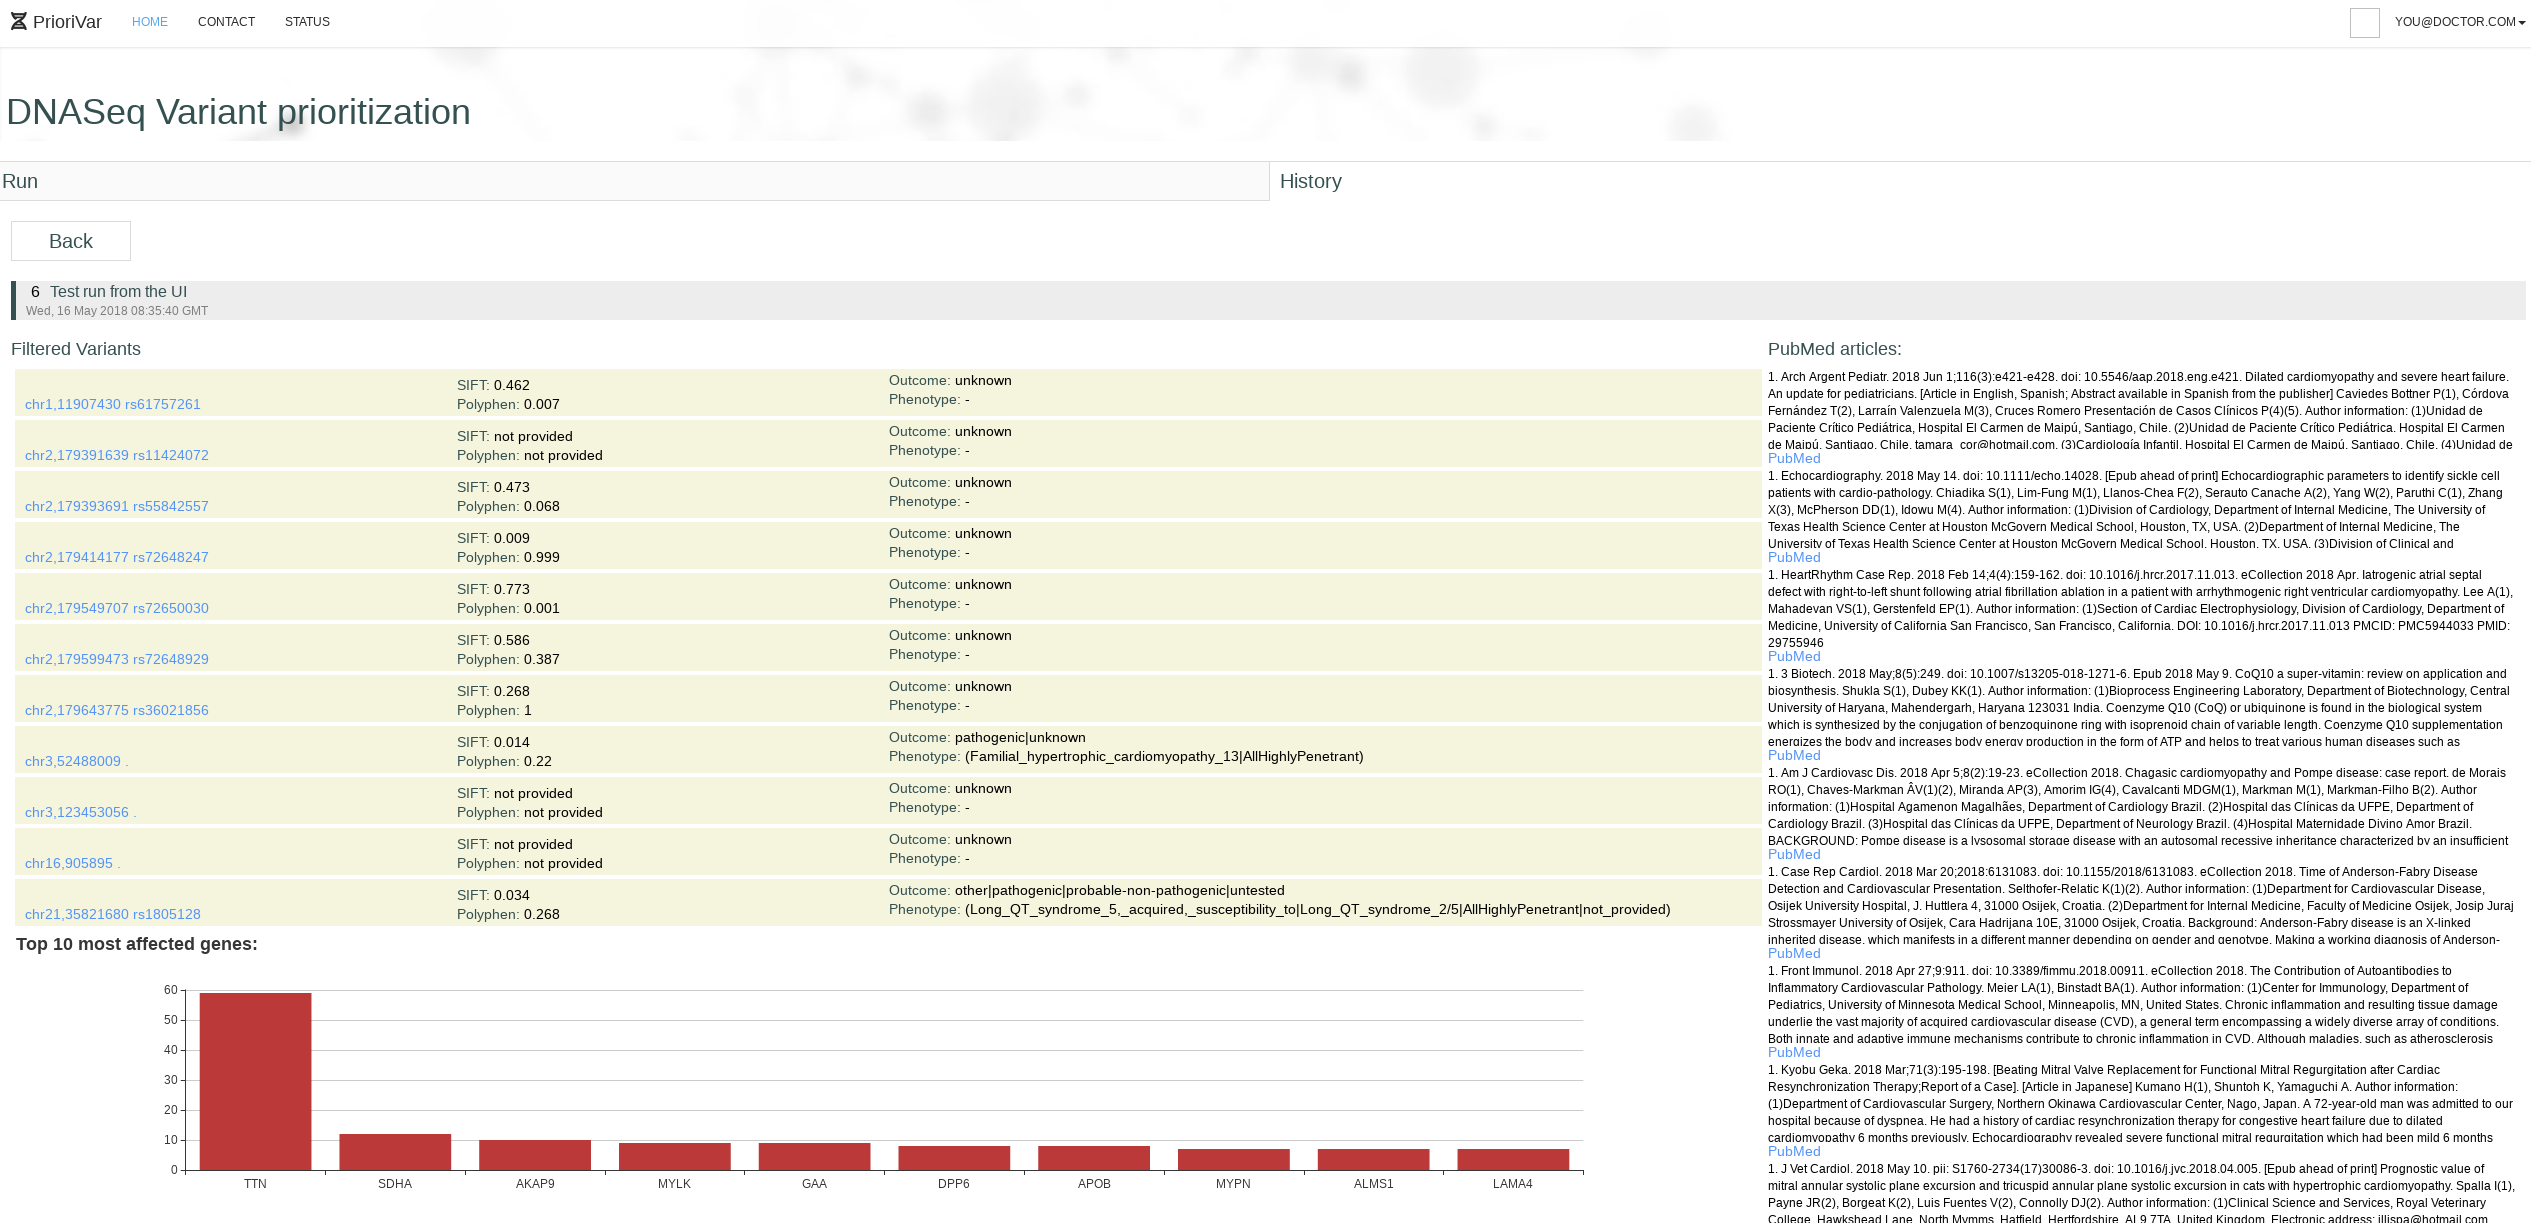 PrioriVar HOME CONTACT STATUS YOU@DOCTOR.COM
DNASeq Variant prioritization
Run
History
Back
6 Test run from the UI
Wed, 16 May 2018 08:35:40 GMT
Filtered Variants
chr1,11907430 rs61757261
SIFT: 0.462
Polyphen: 0.007
Outcome: unknown
Phenotype: -
chr2,179391639 rs11424072
SIFT: not provided
Polyphen: not provided
Outcome: unknown
Phenotype: -
chr2,179393691 rs55842557
SIFT: 0.473
Polyphen: 0.068
Outcome: unknown
Phenotype: -
chr2,179414177 rs72648247
SIFT: 0.009
Polyphen: 0.999
Outcome: unknown
Phenotype: -
chr2,179549707 rs72650030
SIFT: 0.773
Polyphen: 0.001
Outcome: unknown
Phenotype: -
chr2,179599473 rs72648929
SIFT: 0.586
Polyphen: 0.387
Outcome: unknown
Phenotype: -
chr2,179643775 rs36021856
SIFT: 0.268
Polyphen: 1
Outcome: unknown
Phenotype: -
chr3,52488009 .
SIFT: 0.014
Polyphen: 0.22
Outcome: pathogenic|unknown
Phenotype: (Familial_hypertrophic_cardiomyopathy_13|AllHighlyPenetrant)
chr3,123453056 .
SIFT: not provided
Polyphen: not provided
Outcome: unknown
Phenotype: -
chr16,905895 .
SIFT: not provided
Polyphen: not provided
Outcome: unknown
Phenotype: -
chr21,35821680 rs1805128
SIFT: 0.034
Polyphen: 0.268
Outcome: other|pathogenic|probable-non-pathogenic|untested
Phenotype: (Long_QT_syndrome_5,_acquired,_susceptibility_to|Long_QT_syndrome_2/5|AllHighlyPenetrant|not_provided)
Top 10 most affected genes:
60
50
40
30
20
10
0
TTN SDHA AKAP9 MYLK GAA DPP6 APOB MYPN ALMS1 LAMA4
PubMed articles:
1. Arch Argent Pediatr. 2018 Jun 1;116(3):e421-e428. doi: 10.5546/aap.2018.eng.e421. Dilated cardiomyopathy and severe heart failure.
An update for pediatricians. [Article in English, Spanish; Abstract available in Spanish from the publisher] Caviedes Bottner P(1), Córdova
Fernández T(2), Larraín Valenzuela M(3), Cruces Romero Presentación de Casos Clínicos P(4)(5). Author information: (1)Unidad de
Paciente Crítico Pediátrica, Hospital El Carmen de Maipú, Santiago, Chile. (2)Unidad de Paciente Crítico Pediátrica. Hospital El Carmen
de Maipú, Santiago, Chile. tamara_cor@hotmail.com. (3)Cardiología Infantil. Hospital El Carmen de Maipú, Santiago, Chile. (4)Unidad de
PubMed
1. Echocardiography. 2018 May 14. doi: 10.1111/echo.14028. [Epub ahead of print] Echocardiographic parameters to identify sickle cell
patients with cardio-pathology. Chiadika S(1), Lim-Fung M(1), Llanos-Chea F(2), Serauto Canache A(2), Yang W(2), Paruthi C(1), Zhang
X(3), McPherson DD(1), Idowu M(4). Author information: (1)Division of Cardiology, Department of Internal Medicine, The University of
Texas Health Science Center at Houston McGovern Medical School, Houston, TX, USA. (2)Department of Internal Medicine, The
University of Texas Health Science Center at Houston McGovern Medical School, Houston, TX, USA. (3)Division of Clinical and
PubMed
1. HeartRhythm Case Rep. 2018 Feb 14;4(4):159-162. doi: 10.1016/j.hrcr.2017.11.013. eCollection 2018 Apr. Iatrogenic atrial septal
defect with right-to-left shunt following atrial fibrillation ablation in a patient with arrhythmogenic right ventricular cardiomyopathy. Lee A(1),
Mahadevan VS(1), Gerstenfeld EP(1). Author information: (1)Section of Cardiac Electrophysiology, Division of Cardiology, Department of
Medicine, University of California San Francisco, San Francisco, California. DOI: 10.1016/j.hrcr.2017.11.013 PMCID: PMC5944033 PMID:
29755946
PubMed
1. 3 Biotech. 2018 May;8(5):249. doi: 10.1007/s13205-018-1271-6. Epub 2018 May 9. CoQ10 a super-vitamin: review on application and
biosynthesis. Shukla S(1), Dubey KK(1). Author information: (1)Bioprocess Engineering Laboratory, Department of Biotechnology, Central
University of Haryana, Mahendergarh, Haryana 123031 India. Coenzyme Q10 (CoQ) or ubiquinone is found in the biological system
which is synthesized by the conjugation of benzoquinone ring with isoprenoid chain of variable length. Coenzyme Q10 supplementation
energizes the body and increases body energy production in the form of ATP and helps to treat various human diseases such as
PubMed
1. Am J Cardiovasc Dis. 2018 Apr 5;8(2):19-23. eCollection 2018. Chagasic cardiomyopathy and Pompe disease: case report. de Morais
RO(1), Chaves-Markman ÂV(1)(2), Miranda AP(3), Amorim IG(4), Cavalcanti MDGM(1), Markman M(1), Markman-Filho B(2). Author
information: (1)Hospital Agamenon Magalhães, Department of Cardiology Brazil. (2)Hospital das Clínicas da UFPE, Department of
Cardiology Brazil. (3)Hospital das Clínicas da UFPE, Department of Neurology Brazil. (4)Hospital Maternidade Divino Amor Brazil.
BACKGROUND: Pompe disease is a lysosomal storage disease with an autosomal recessive inheritance characterized by an insufficient
PubMed
1. Case Rep Cardiol. 2018 Mar 20;2018:6131083. doi: 10.1155/2018/6131083. eCollection 2018. Time of Anderson-Fabry Disease
Detection and Cardiovascular Presentation. Selthofer-Relatic K(1)(2). Author information: (1)Department for Cardiovascular Disease,
Osijek University Hospital, J. Huttlera 4, 31000 Osijek, Croatia. (2)Department for Internal Medicine, Faculty of Medicine Osijek, Josip Juraj
Strossmayer University of Osijek, Cara Hadrijana 10E, 31000 Osijek, Croatia. Background: Anderson-Fabry disease is an X-linked
inherited disease, which manifests in a different manner depending on gender and genotype. Making a working diagnosis of Anderson-
PubMed
1. Front Immunol. 2018 Apr 27;9:911. doi: 10.3389/fimmu.2018.00911. eCollection 2018. The Contribution of Autoantibodies to
Inflammatory Cardiovascular Pathology. Meier LA(1), Binstadt BA(1). Author information: (1)Center for Immunology, Department of
Pediatrics, University of Minnesota Medical School, Minneapolis, MN, United States. Chronic inflammation and resulting tissue damage
underlie the vast majority of acquired cardiovascular disease (CVD), a general term encompassing a widely diverse array of conditions.
Both innate and adaptive immune mechanisms contribute to chronic inflammation in CVD. Although maladies, such as atherosclerosis
PubMed
1. Kyobu Geka. 2018 Mar;71(3):195-198. [Beating Mitral Valve Replacement for Functional Mitral Regurgitation after Cardiac
Resynchronization Therapy;Report of a Case]. [Article in Japanese] Kumano H(1), Shuntoh K, Yamaguchi A. Author information:
(1)Department of Cardiovascular Surgery, Northern Okinawa Cardiovascular Center, Nago, Japan. A 72-year-old man was admitted to our
hospital because of dyspnea. He had a history of cardiac resynchronization therapy for congestive heart failure due to dilated
cardiomyopathy 6 months previously. Echocardiography revealed severe functional mitral regurgitation which had been mild 6 months
PubMed
1. J Vet Cardiol. 2018 May 10. pii: S1760-2734(17)30086-3. doi: 10.1016/j.jvc.2018.04.005. [Epub ahead of print] Prognostic value of
mitral annular systolic plane excursion and tricuspid annular plane systolic excursion in cats with hypertrophic cardiomyopathy. Spalla I(1),
Payne JR(2), Borgeat K(2), Luis Fuentes V(2), Connolly DJ(2). Author information: (1)Clinical Science and Services, Royal Veterinary
College, Hawkshead Lane, North Mymms, Hatfield, Hertfordshire, AL9 7TA, United Kingdom. Electronic address: illispa@hotmail.com